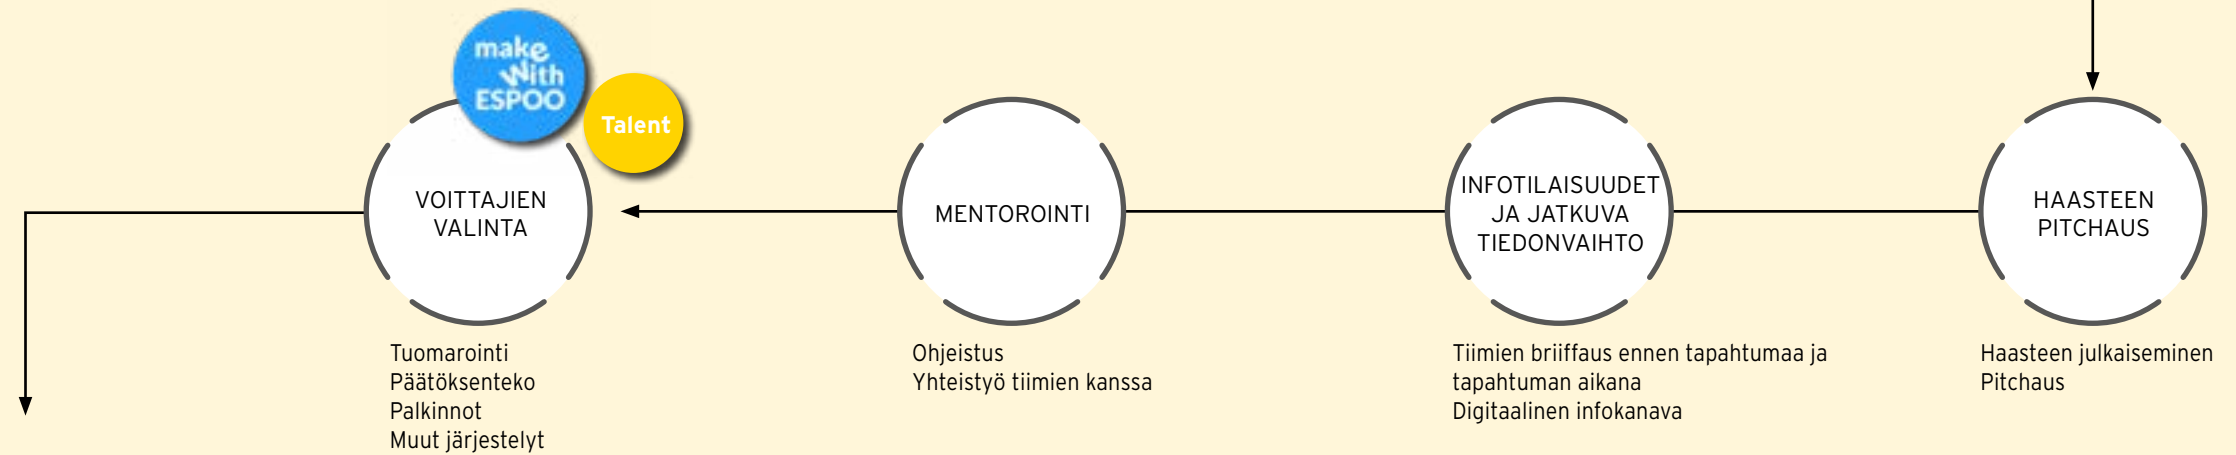 make
with
ESPOO
Talent
VOITTAJIEN
VALINTA
Tuomarointi
Päätöksenteko
Palkinnot
Muut järjestelyt
MENTOROINTI
Ohjeistus
Yhteistyö tiimien kanssa
INFOTILAISUUDET
JA JATKUVA
TIEDONVAIHTO
Tiimien briiffaus ennen tapahtumaa ja
tapahtuman aikana
Digitaalinen infokanava
HAASTEEN
PITCHAUS
Haasteen julkaiseminen
Pitchaus